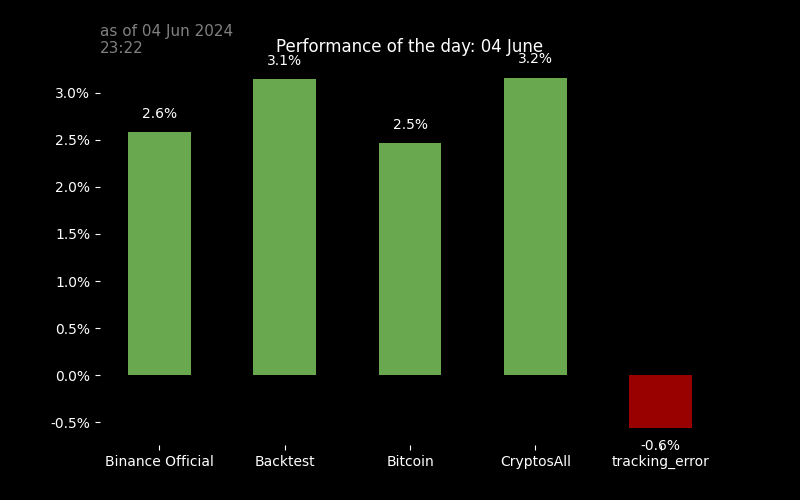 as of 04 Jun 2024
23:22
Performance of the day: 04 June
3.1%
3.2%
3.0%
2.6%
2.5%
2.5%
2.0%
1.5%
1.0%
0.5%
0.0%
-0.5%
-0.6%
Binance Official
Backtest
Bitcoin
CryptosAll
tracking_error